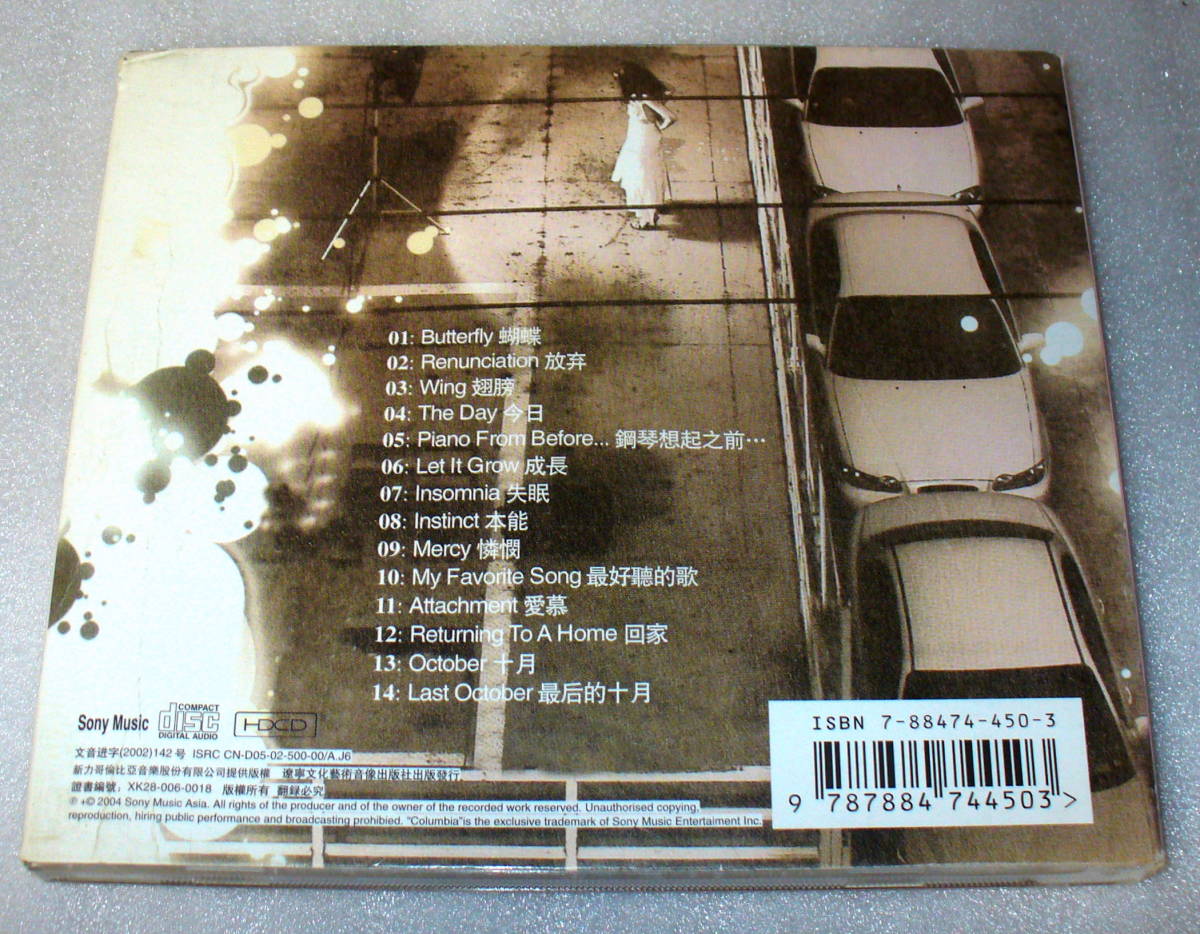 01: Butterfly 蝴蝶
02: Renunciation 放弃
03: Wing 翅膀
04: The Day 今日
05: Piano From Before... 鋼琴想起之前…
06: Let It Grow 成長
07: Insomnia 失眠
08: Instinct 本能
09: Mercy 憐憫
10: My Favorite Song 最好聽的歌
11: Attachment 愛慕
12: Returning To A Home 回家
13: October 十月
14: Last October 最后的十月
Sony Music COMPACT disc DIGITAL AUDIO HDCD
文音进字(2002)142号 ISRC CN-D05-02-500-00/A.J6
新力哥倫比亞音樂股份有限公司提供版權 遼寧文化藝術音像出版社出版發行
證書編號：XK28-006-0018 版權所有 翻録必究
℗+© 2004 Sony Music Asia. All rights of the producer and of the owner of the recorded work reserved. Unauthorised copying,
reproduction, hiring public performance and broadcasting prohibied. "Columbia"is the exclusive trademark of Sony Music Entertaiment Inc.
ISBN 7-88474-450-3
9 787884 744503 >